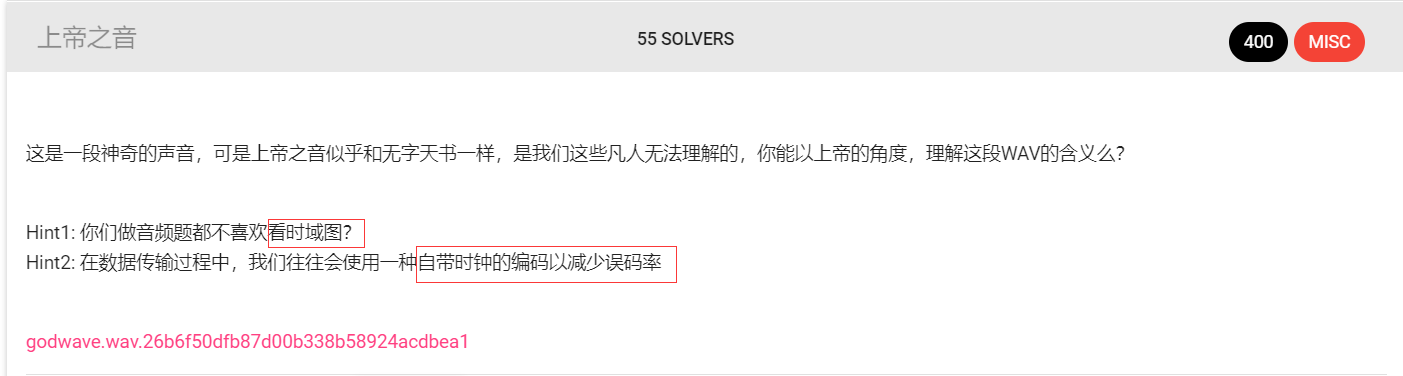 上帝之音
55 SOLVERS
400
MISC
这是一段神奇的声音，可是上帝之音似乎和无字天书一样，是我们这些凡人无法理解的，你能以上帝的角度，理解这段WAV的含义么?
Hint1: 你们做音频题都不喜欢看时域图?
Hint2: 在数据传输过程中，我们往往会使用一种自带时钟的编码以减少误码率
godwave.wav.26b6f50dfb87d00b338b58924acdbea1